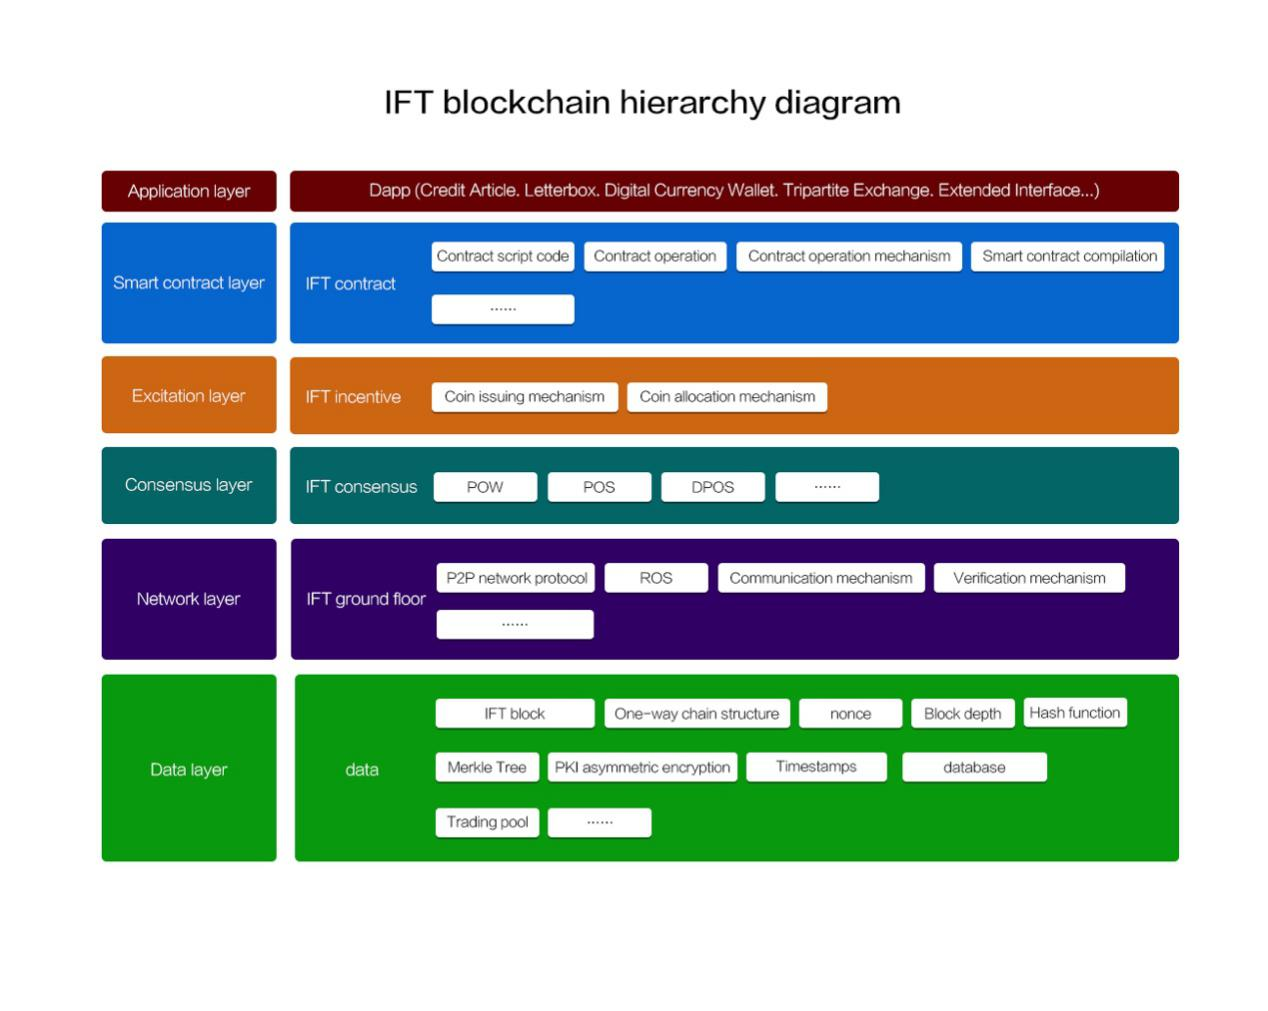 IFT blockchain hierarchy diagram
Application layer
Dapp (Credit Article. Letterbox. Digital Currency Wallet. Tripartite Exchange. Extended Interface...)
Smart contract layer
IFT contract
Contract script code
Contract operation
Contract operation mechanism
Smart contract compilation
......
Excitation layer
IFT incentive
Coin issuing mechanism
Coin allocation mechanism
Consensus layer
IFT consensus
POW
POS
DPOS
......
Network layer
IFT ground floor
P2P network protocol
ROS
Communication mechanism
Verification mechanism
......
Data layer
data
IFT block
One-way chain structure
nonce
Block depth
Hash function
Merkle Tree
PKI asymmetric encryption
Timestamps
database
Trading pool
......